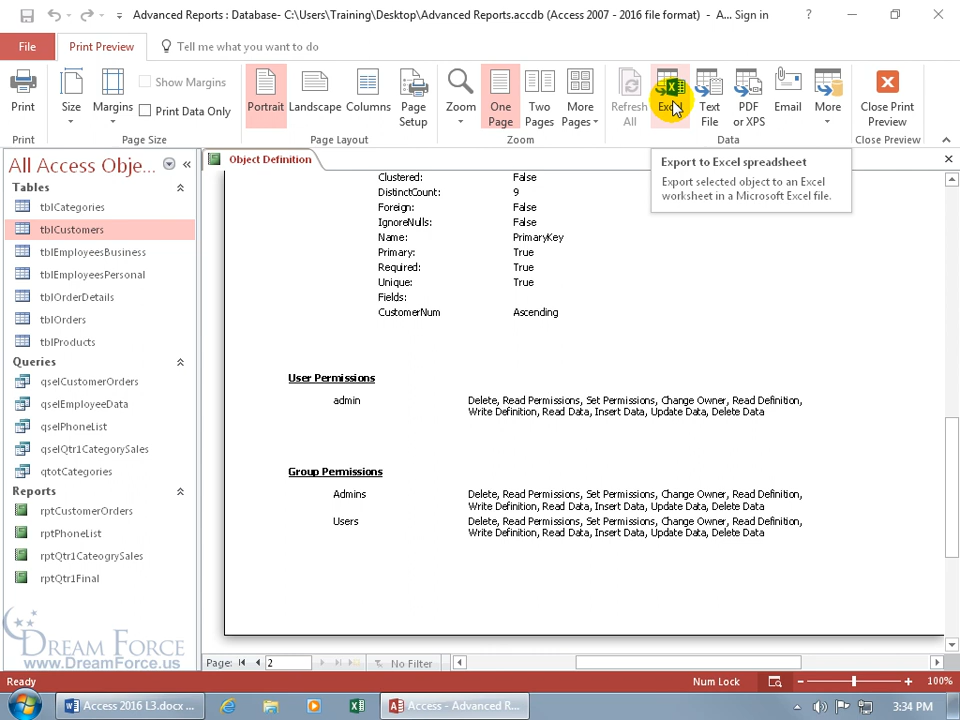 Advanced Reports : Database- C:\Users\Training\Desktop\Advanced Reports.accdb (Access 2007 - 2016 file format) - A... Sign in ?
File Print Preview Tell me what you want to do
Print Size Margins Show Margins Print Data Only Portrait Landscape Columns Page Setup Zoom One Page Two Pages More Pages Refresh All Excel Text File PDF or XPS Email More Close Print Preview
Print Page Size Page Layout Zoom Data Close Preview
All Access Obje... «
Object Definition
Export to Excel spreadsheet
Export selected object to an Excel
worksheet in a Microsoft Excel file.
Tables
tblCategories
tblCustomers
tblEmployeesBusiness
tblEmployeesPersonal
tblOrderDetails
tblOrders
tblProducts
Queries
qselCustomerOrders
qselEmployeeData
qselPhoneList
qselQtr1CategorySales
qtotCategories
Reports
rptCustomerOrders
rptPhoneList
rptQtr1CateogrySales
rptQtr1Final
DREAM FORCE
www.DreamForce.us
Clustered: False
DistinctCount: 9
Foreign: False
IgnoreNulls: False
Name: PrimaryKey
Primary: True
Required: True
Unique: True
Fields:
CustomerNum Ascending
User Permissions
admin Delete, Read Permissions, Set Permissions, Change Owner, Read Definition,
Write Definition, Read Data, Insert Data, Update Data, Delete Data
Group Permissions
Admins Delete, Read Permissions, Set Permissions, Change Owner, Read Definition,
Write Definition, Read Data, Insert Data, Update Data, Delete Data
Users Delete, Read Permissions, Set Permissions, Change Owner, Read Definition,
Write Definition, Read Data, Insert Data, Update Data, Delete Data
Page: 2 No Filter
Ready Num Lock 100%
Access 2016 L3.docx ... Access - Advanced R... 3:34 PM